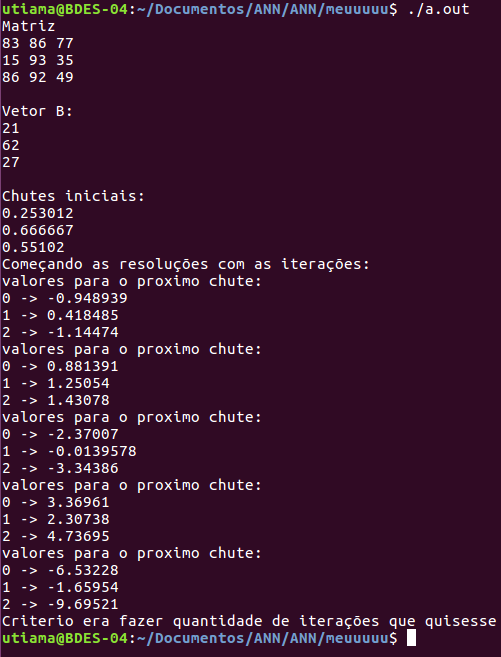 utiama@BDES-04:~/Documentos/ANN/ANN/meuuuuu$ ./a.out
Matriz
83 86 77
15 93 35
86 92 49
Vetor B:
21
62
27
Chutes iniciais:
0.253012
0.666667
0.55102
Começando as resoluções com as iterações:
valores para o proximo chute:
0 -> -0.948939
1 -> 0.418485
2 -> -1.14474
valores para o proximo chute:
0 -> 0.881391
1 -> 1.25054
2 -> 1.43078
valores para o proximo chute:
0 -> -2.37007
1 -> -0.0139578
2 -> -3.34386
valores para o proximo chute:
0 -> 3.36961
1 -> 2.30738
2 -> 4.73695
valores para o proximo chute:
0 -> -6.53228
1 -> -1.65954
2 -> -9.69521
Criterio era fazer quantidade de iterações que quisesse
utiama@BDES-04:~/Documentos/ANN/ANN/meuuuuu$